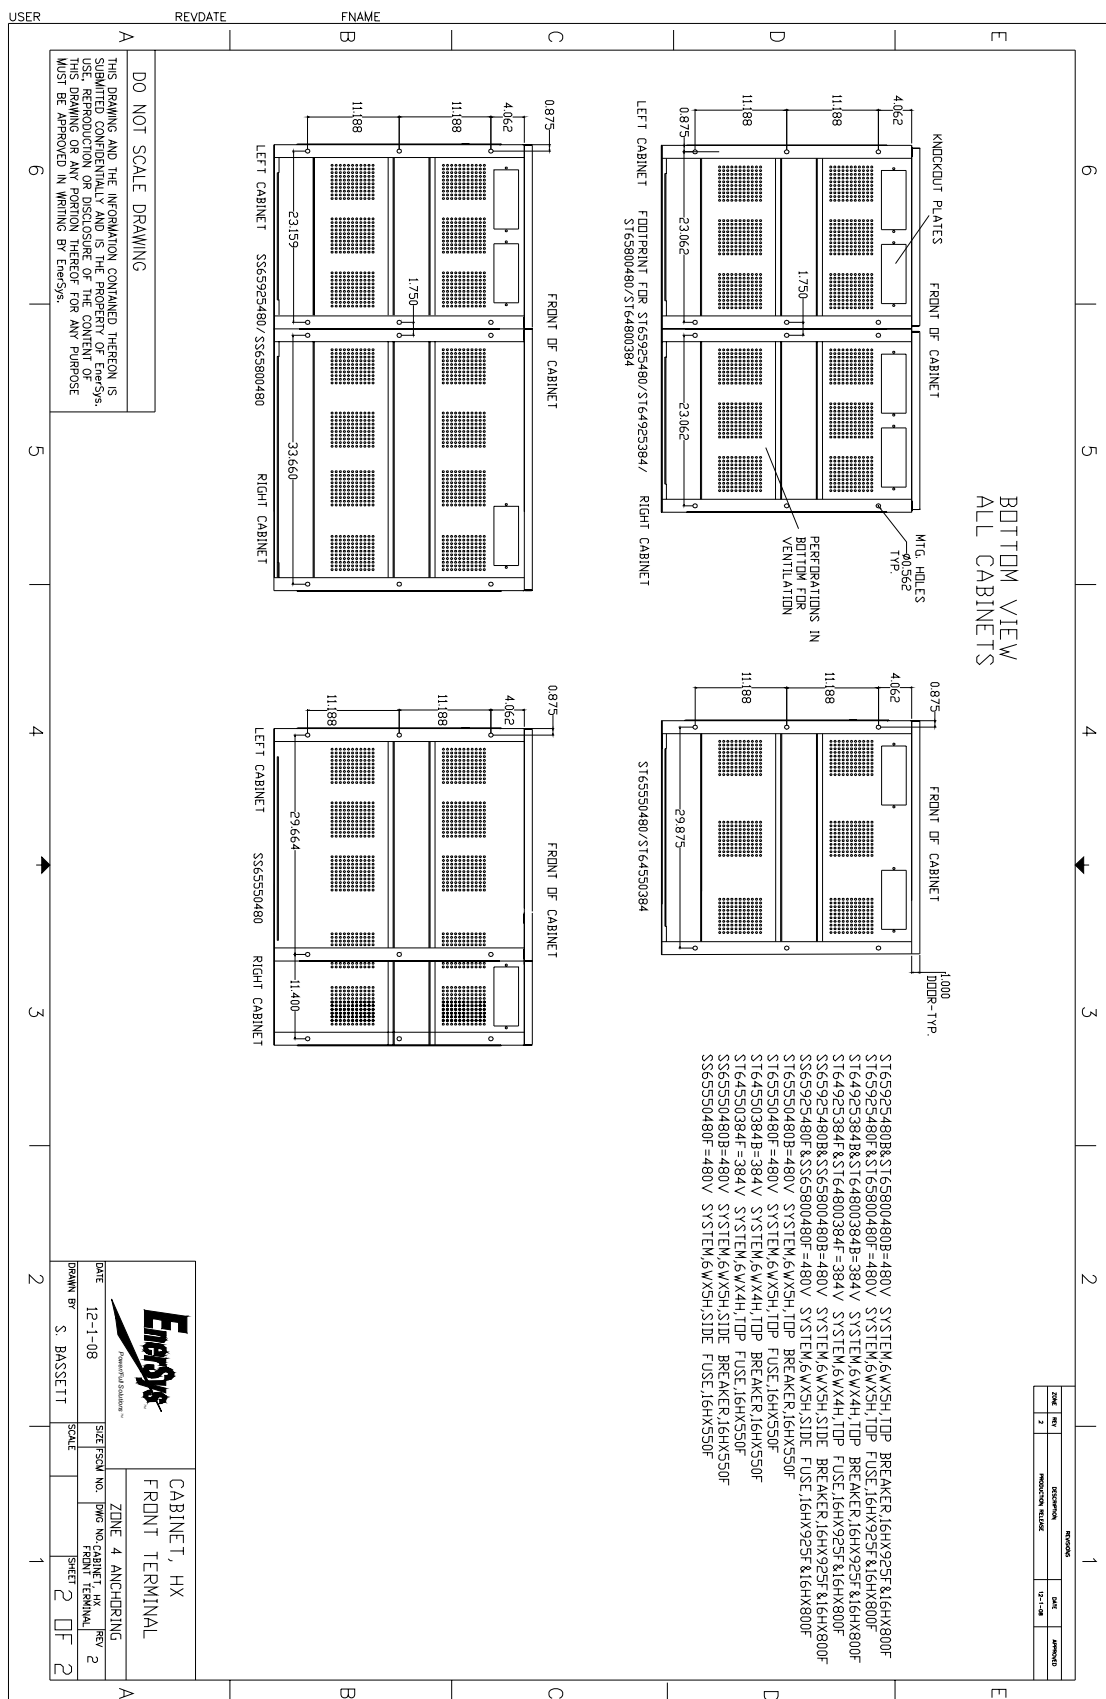 USER
REVDATE
FNAME
A
B
C
D
E
6
5
4
3
2
1
BOTTOM VIEW
ALL CABINETS
KNOCKOUT PLATES
FRONT OF CABINET
4.062
11.188
11.188
0.875
23.062
1.750
23.062
MTG. HOLES
Ø0.562
TYP.
PERFORATIONS IN
BOTTOM FOR
VENTILATION
LEFT CABINET
FOOTPRINT FOR ST65925480/ST64925384/
ST65800480/ST64800384
RIGHT CABINET
0.875
4.062
11.188
11.188
FRONT OF CABINET
29.875
1.000
DOOR-TYP.
ST65550480/ST64550384
0.875
4.062
11.188
11.188
FRONT OF CABINET
1.750
23.159
33.660
LEFT CABINET
SS65925480/SS65800480
RIGHT CABINET
0.875
4.062
11.188
11.188
FRONT OF CABINET
29.664
11.400
LEFT CABINET
SS65550480
RIGHT CABINET
ST65925480B&ST65800480B=480V SYSTEM,6WX5H,TOP BREAKER,16HX925F&16HX800F
ST65925480F&ST65800480F=480V SYSTEM,6WX5H,TOP FUSE,16HX925F&16HX800F
ST64925384B&ST64800384B=384V SYSTEM,6WX4H,TOP BREAKER,16HX925F&16HX800F
ST64925384F&ST64800384F=384V SYSTEM,6WX4H,TOP FUSE,16HX925F&16HX800F
SS65925480B&SS65800480B=480V SYSTEM,6WX5H,SIDE BREAKER,16HX925F&16HX800F
SS65925480F&SS65800480F=480V SYSTEM,6WX5H,SIDE FUSE,16HX925F&16HX800F
ST65550480B=480V SYSTEM,6WX5H,TOP BREAKER,16HX550F
ST65550480F=480V SYSTEM,6WX5H,TOP FUSE,16HX550F
ST64550384B=384V SYSTEM,6WX4H,TOP BREAKER,16HX550F
ST64550384F=384V SYSTEM,6WX4H,TOP FUSE,16HX550F
SS65550480B=480V SYSTEM,6WX5H,SIDE BREAKER,16HX550F
SS65550480F=480V SYSTEM,6WX5H,SIDE FUSE,16HX550F
REVISIONS
ZONE REV DESCRIPTION DATE APPROVED
2 PRODUCTION RELEASE 12-1-08
DO NOT SCALE DRAWING
THIS DRAWING AND THE INFORMATION CONTAINED THEREON IS
SUBMITTED CONFIDENTIALLY AND IS THE PROPERTY OF EnerSys.
USE, REPRODUCTION OR DISCLOSURE OF THE CONTENT OF
THIS DRAWING OR ANY PORTION THEREOF FOR ANY PURPOSE
MUST BE APPROVED IN WRITING BY EnerSys.
EnerSys
Power/Full Solutions™
CABINET, HX
FRONT TERMINAL
ZONE 4 ANCHORING
DATE 12-1-08
SIZE FSCM NO.
DWG NO. CABINET, HX
FRONT TERMINAL
REV 2
DRAWN BY S. BASSETT
SCALE
SHEET 2 OF 2
6
5
4
3
2
1
A
B
C
D
E